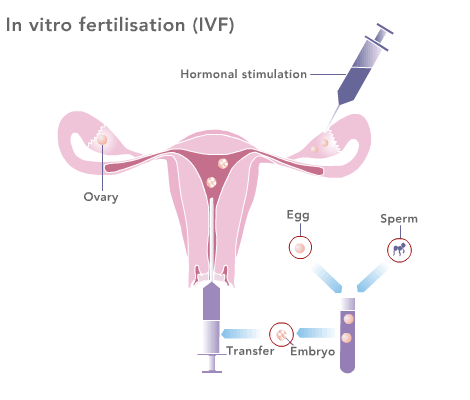 In vitro fertilisation (IVF)
Hormonal stimulation
Ovary
Egg
Sperm
Transfer
Embryo